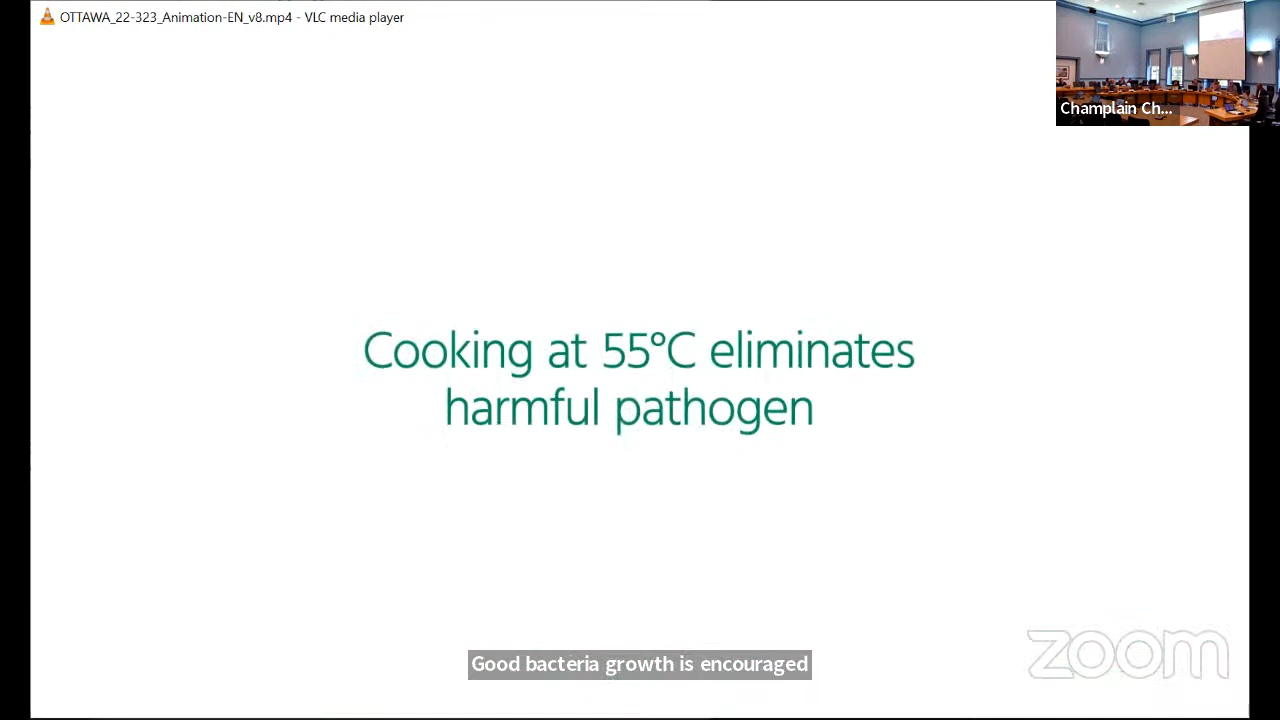 OTTAWA_22-323_Animation-EN_v8.mp4 - VLC media player
Champlain Ch...
Cooking at 55°C eliminates
harmful pathogen
Good bacteria growth is encouraged
zoom